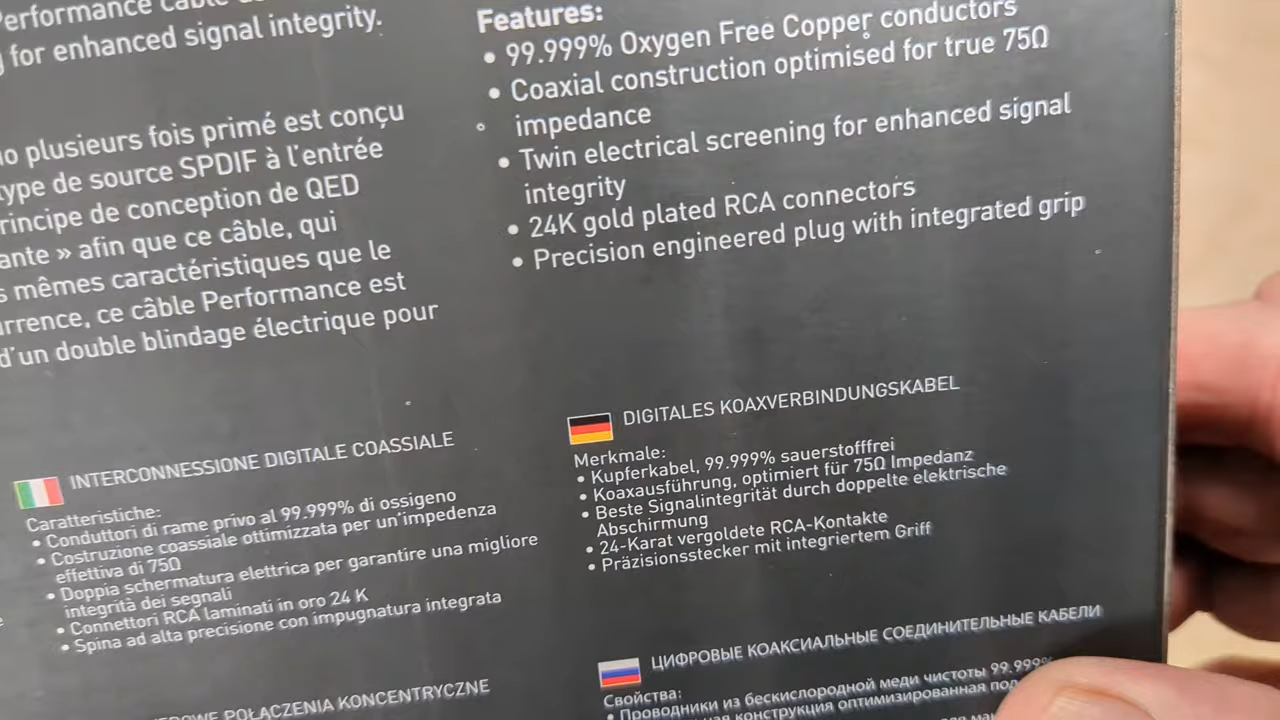 Performance
for enhanced signal integrity.
plusieurs fois primé est conçu
type de source SPDIF à l'entrée
principe de conception de QED
» afin que ce câble, qui
mêmes caractéristiques que le
ce câble Performance est
d'un double blindage électrique pour
Features:
• 99.999% Oxygen Free Copper conductors
• Coaxial construction optimised for true 75Ω
impedance
• Twin electrical screening for enhanced signal
integrity
• 24K gold plated RCA connectors
• Precision engineered plug with integrated grip
INTERCONNESSIONE DIGITALE COASSIALE
Caratteristiche:
• Conduttori di rame privo al 99.999% di ossigeno
• Costruzione coassiale ottimizzata per un'impedenza
effettiva di 75Ω
• Doppia schermatura elettrica per garantire una migliore
integrità dei segnali
• Connettori RCA laminati in oro 24 K
• Spina ad alta precisione con impugnatura integrata
DIGITALES KOAXVERBINDUNGSKABEL
Merkmale:
• Kupferkabel, 99.999% sauerstofffrei
• Koaxausführung, optimiert für 75Ω Impedanz
• Beste Signalintegrität durch doppelte elektrische
Abschirmung
• 24-Karat vergoldete RCA-Kontakte
• Präzisionsstecker mit integriertem Griff
POŁĄCZENIA KONCENTRYCZNE
ЦИФРОВЫЕ КОАКСИАЛЬНЫЕ СОЕДИНИТЕЛЬНЫЕ КАБЕЛИ
Свойства:
• Проводники из бескислородной меди чистоты 99.999%
конструкция оптимизированная под